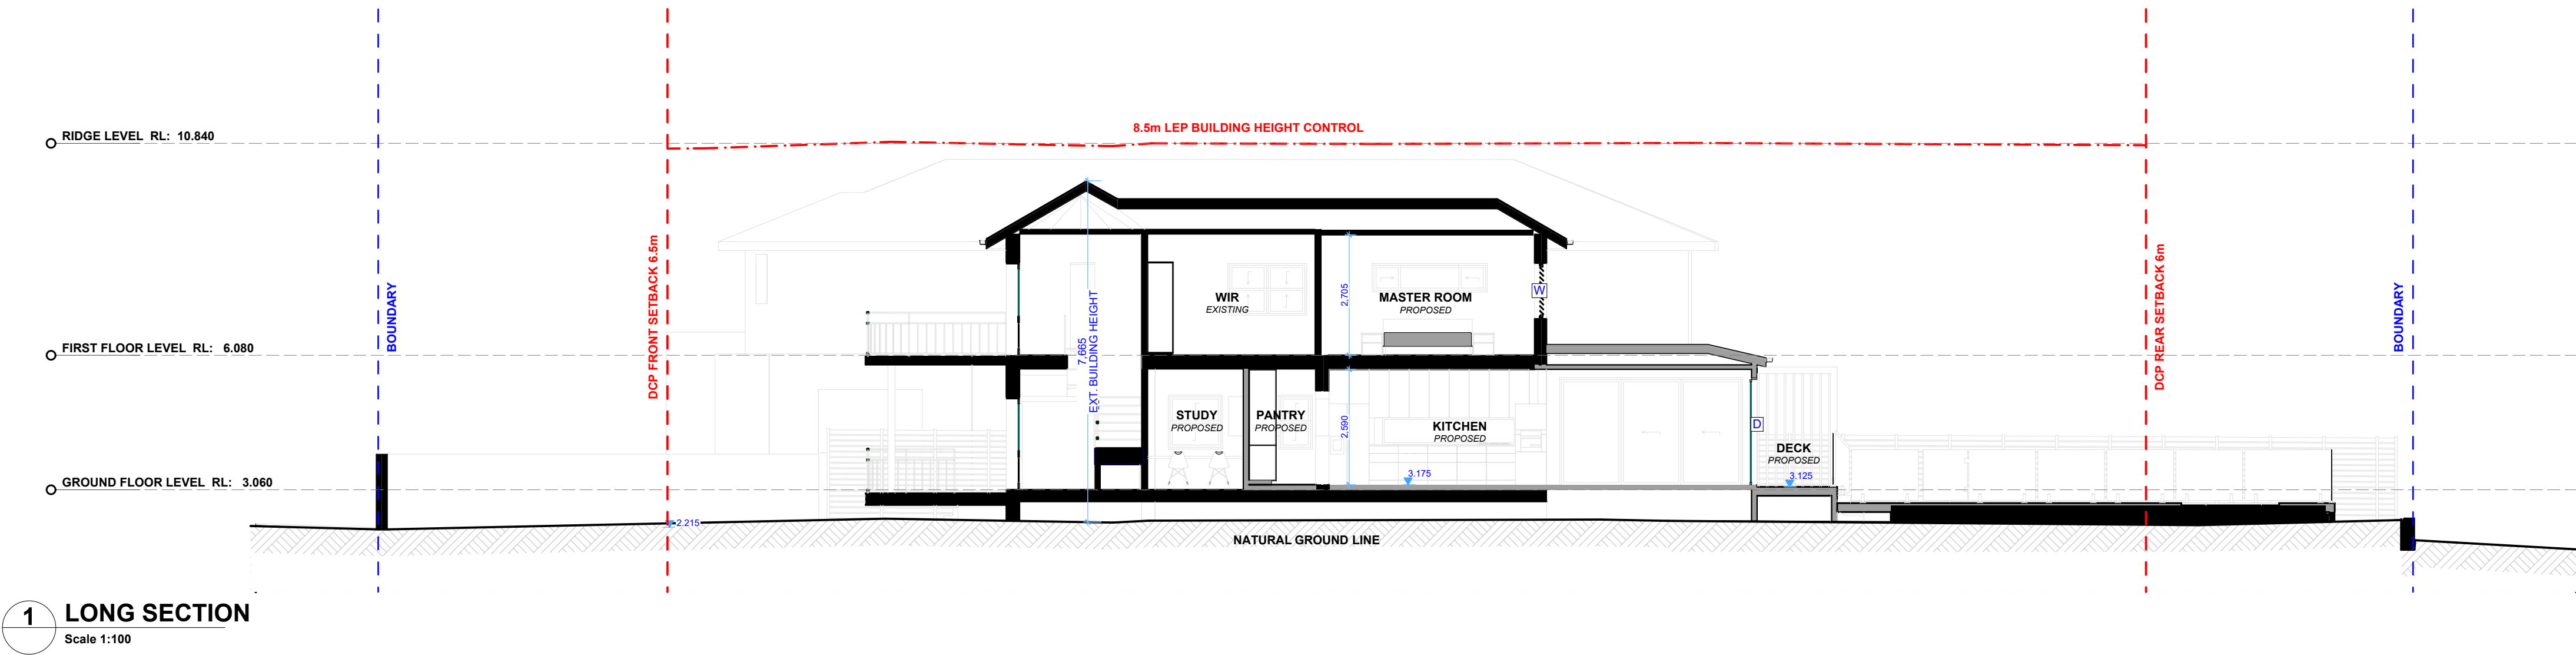 8.5m LEP BUILDING HEIGHT CONTROL
RIDGE LEVEL  RL:  10.840
DCP FRONT SETBACK 6.5m
DCP REAR SETBACK 6m
BOUNDARY
BOUNDARY
WIR
EXISTING
2,705
MASTER ROOM
PROPOSED
W
7,665
EXT. BUILDING HEIGHT
FIRST FLOOR LEVEL  RL:   6.080
STUDY
PROPOSED
PANTRY
PROPOSED
2,590
KITCHEN
PROPOSED
D
DECK
PROPOSED
3.175
3.125
GROUND FLOOR LEVEL  RL:   3.060
2.215
NATURAL GROUND LINE
1
LONG SECTION
Scale 1:100